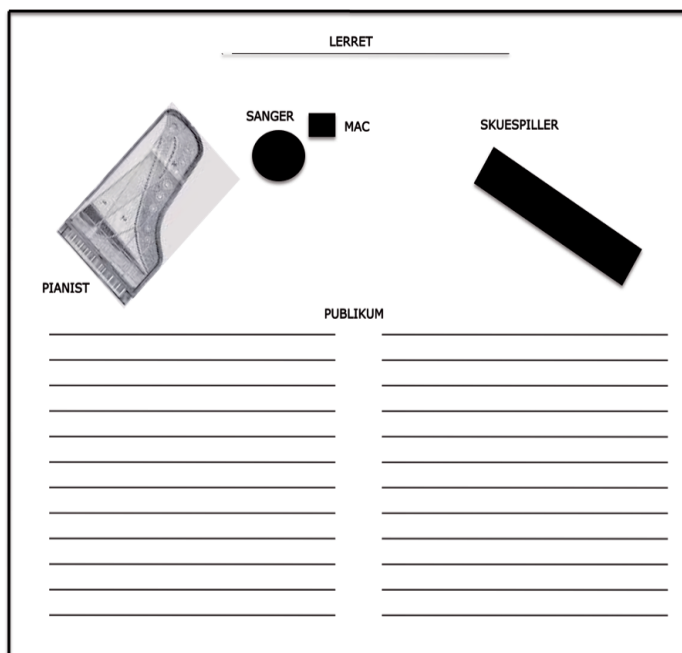 LERRET
SANGER
MAC
SKUESPILLER
PIANIST
PUBLIKUM